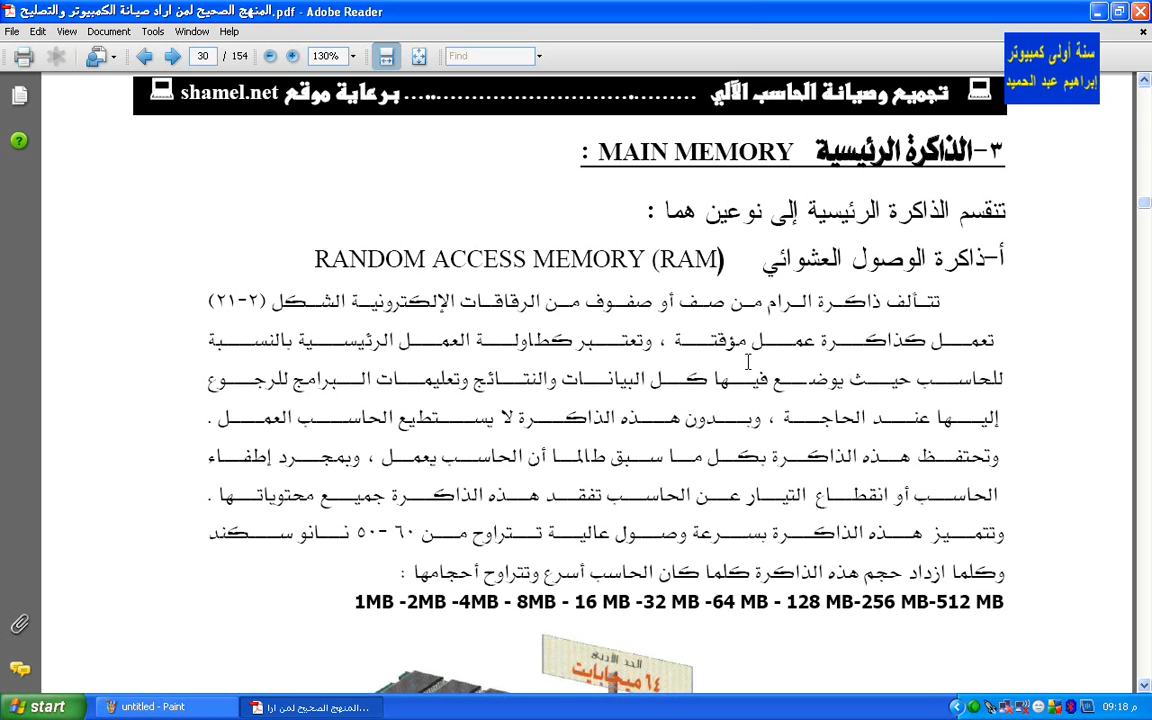 المنهج الصحيح لمن اراد صيانة الكمبيوتر والتصليح.pdf - Adobe Reader
File Edit View Document Tools Window Help
30 / 154 130% Find
سنة أولى كمبيوتر
إبراهيم عبد الحميد
تجميع وصيانة الحاسب الآلي ................................. برعاية موقع shamel.net
٣-الذاكرة الرئيسية MAIN MEMORY :
تنقسم الذاكرة الرئيسية إلى نوعين هما :
أ-ذاكرة الوصول العشوائي RANDOM ACCESS MEMORY (RAM)
تتألف ذاكرة الرام من صف أو صفوف من الرقاقات الإلكترونية الشكل (٢-٢١)
تعمل كذاكرة عمل مؤقتة ، وتعتبر كطاولة العمل الرئيسية بالنسبة
للحاسب حيث يوضع فيها كل البيانات والنتائج وتعليمات البرامج للرجوع
إليها عند الحاجة ، وبدون هذه الذاكرة لا يستطيع الحاسب العمل .
وتحتفظ هذه الذاكرة بكل ما سبق طالما أن الحاسب يعمل ، وبمجرد إطفاء
الحاسب أو انقطاع التيار عن الحاسب تفقد هذه الذاكرة جميع محتوياتها .
وتتميز هذه الذاكرة بسرعة وصول عالية تتراوح من ٦٠ -٥٠ نانو سكند
وكلما ازداد حجم هذه الذاكرة كلما كان الحاسب أسرع وتتراوح أحجامها :
1MB -2MB -4MB - 8MB - 16 MB -32 MB -64 MB - 128 MB-256 MB-512 MB
الحد الأدنى
٦٤ ميجابايت
start untitled - Paint المنهج الصحيح لمن ارا... 09:18 م